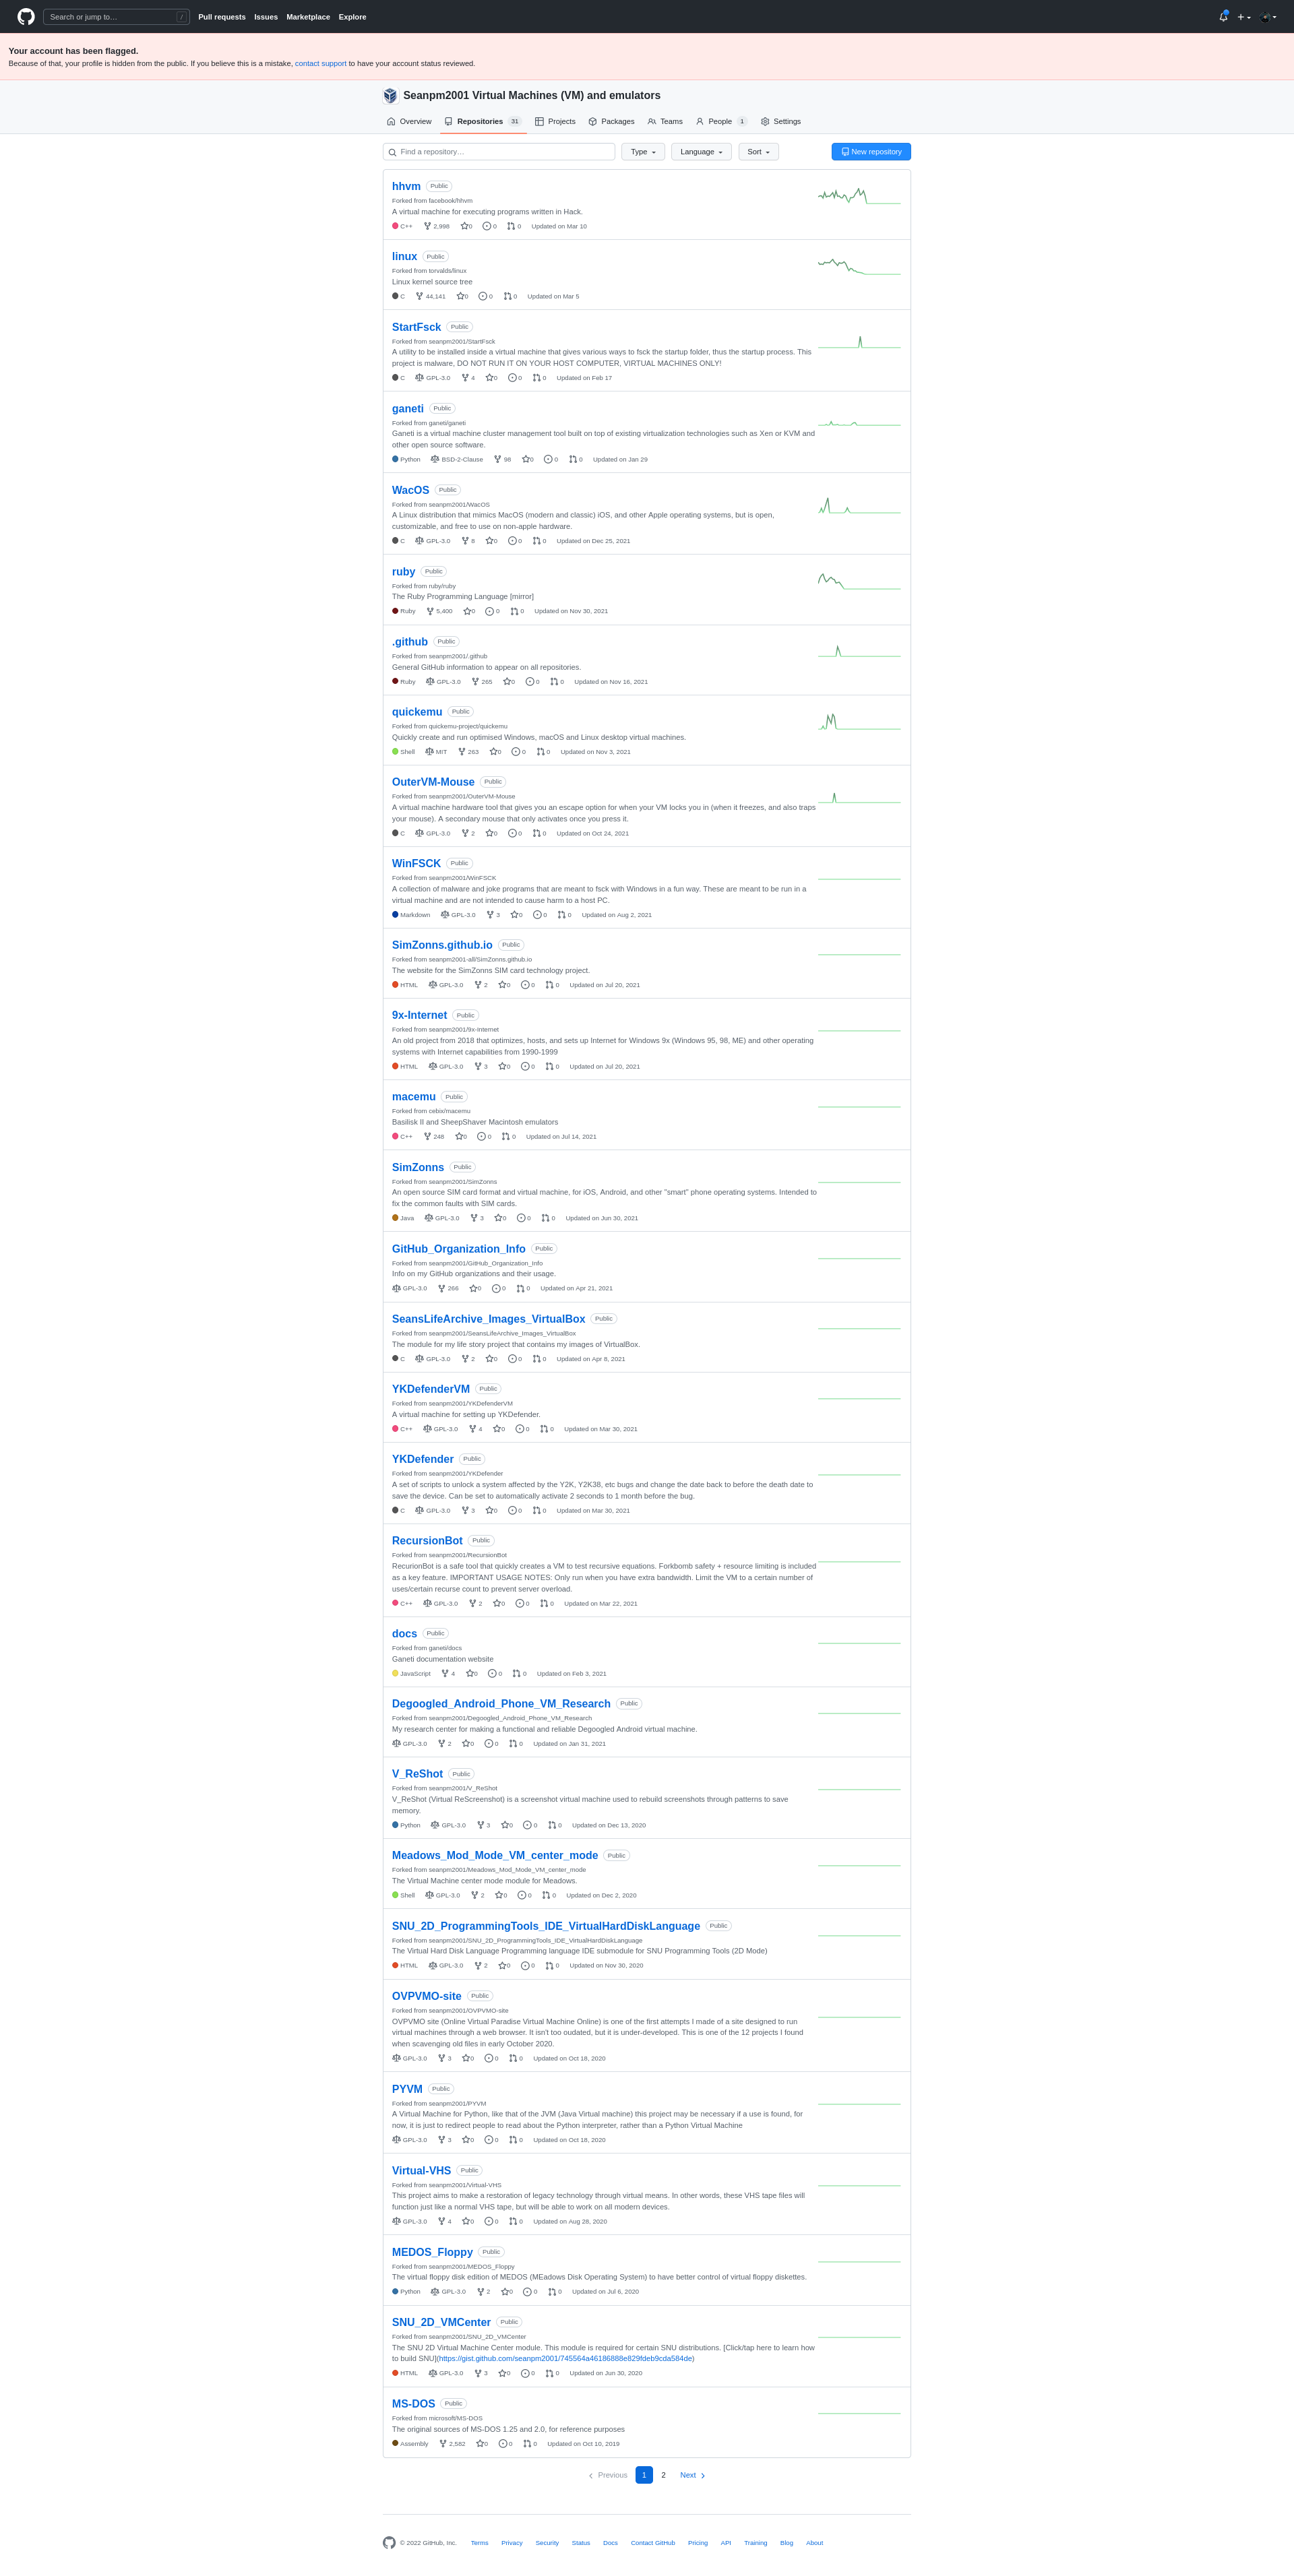 Search or jump to… /
Pull requests Issues Marketplace Explore
Your account has been flagged.
Because of that, your profile is hidden from the public. If you believe this is a mistake, contact support to have your account status reviewed.
Seanpm2001 Virtual Machines (VM) and emulators
Overview Repositories 31 Projects Packages Teams People 1 Settings
Find a repository… Type Language Sort New repository
hhvm Public
Forked from facebook/hhvm
A virtual machine for executing programs written in Hack.
C++ 2,998 0 0 0 Updated on Mar 10
linux Public
Forked from torvalds/linux
Linux kernel source tree
C 44,141 0 0 0 Updated on Mar 5
StartFsck Public
Forked from seanpm2001/StartFsck
A utility to be installed inside a virtual machine that gives various ways to fsck the startup folder, thus the startup process. This
project is malware, DO NOT RUN IT ON YOUR HOST COMPUTER, VIRTUAL MACHINES ONLY!
C GPL-3.0 4 0 0 0 Updated on Feb 17
ganeti Public
Forked from ganeti/ganeti
Ganeti is a virtual machine cluster management tool built on top of existing virtualization technologies such as Xen or KVM and
other open source software.
Python BSD-2-Clause 98 0 0 0 Updated on Jan 29
WacOS Public
Forked from seanpm2001/WacOS
A Linux distribution that mimics MacOS (modern and classic) iOS, and other Apple operating systems, but is open,
customizable, and free to use on non-apple hardware.
C GPL-3.0 8 0 0 0 Updated on Dec 25, 2021
ruby Public
Forked from ruby/ruby
The Ruby Programming Language [mirror]
Ruby 5,400 0 0 0 Updated on Nov 30, 2021
.github Public
Forked from seanpm2001/.github
General GitHub information to appear on all repositories.
Ruby GPL-3.0 265 0 0 0 Updated on Nov 16, 2021
quickemu Public
Forked from quickemu-project/quickemu
Quickly create and run optimised Windows, macOS and Linux desktop virtual machines.
Shell MIT 263 0 0 0 Updated on Nov 3, 2021
OuterVM-Mouse Public
Forked from seanpm2001/OuterVM-Mouse
A virtual machine hardware tool that gives you an escape option for when your VM locks you in (when it freezes, and also traps
your mouse). A secondary mouse that only activates once you press it.
C GPL-3.0 2 0 0 0 Updated on Oct 24, 2021
WinFSCK Public
Forked from seanpm2001/WinFSCK
A collection of malware and joke programs that are meant to fsck with Windows in a fun way. These are meant to be run in a
virtual machine and are not intended to cause harm to a host PC.
Markdown GPL-3.0 3 0 0 0 Updated on Aug 2, 2021
SimZonns.github.io Public
Forked from seanpm2001-all/SimZonns.github.io
The website for the SimZonns SIM card technology project.
HTML GPL-3.0 2 0 0 0 Updated on Jul 20, 2021
9x-Internet Public
Forked from seanpm2001/9x-Internet
An old project from 2018 that optimizes, hosts, and sets up Internet for Windows 9x (Windows 95, 98, ME) and other operating
systems with Internet capabilities from 1990-1999
HTML GPL-3.0 3 0 0 0 Updated on Jul 20, 2021
macemu Public
Forked from cebix/macemu
Basilisk II and SheepShaver Macintosh emulators
C++ 248 0 0 0 Updated on Jul 14, 2021
SimZonns Public
Forked from seanpm2001/SimZonns
An open source SIM card format and virtual machine, for iOS, Android, and other "smart" phone operating systems. Intended to
fix the common faults with SIM cards.
Java GPL-3.0 3 0 0 0 Updated on Jun 30, 2021
GitHub_Organization_Info Public
Forked from seanpm2001/GitHub_Organization_Info
Info on my GitHub organizations and their usage.
GPL-3.0 266 0 0 0 Updated on Apr 21, 2021
SeansLifeArchive_Images_VirtualBox Public
Forked from seanpm2001/SeansLifeArchive_Images_VirtualBox
The module for my life story project that contains my images of VirtualBox.
C GPL-3.0 2 0 0 0 Updated on Apr 8, 2021
YKDefenderVM Public
Forked from seanpm2001/YKDefenderVM
A virtual machine for setting up YKDefender.
C++ GPL-3.0 4 0 0 0 Updated on Mar 30, 2021
YKDefender Public
Forked from seanpm2001/YKDefender
A set of scripts to unlock a system affected by the Y2K, Y2K38, etc bugs and change the date back to before the death date to
save the device. Can be set to automatically activate 2 seconds to 1 month before the bug.
C GPL-3.0 3 0 0 0 Updated on Mar 30, 2021
RecursionBot Public
Forked from seanpm2001/RecursionBot
RecurionBot is a safe tool that quickly creates a VM to test recursive equations. Forkbomb safety + resource limiting is included
as a key feature. IMPORTANT USAGE NOTES: Only run when you have extra bandwidth. Limit the VM to a certain number of
uses/certain recurse count to prevent server overload.
C++ GPL-3.0 2 0 0 0 Updated on Mar 22, 2021
docs Public
Forked from ganeti/docs
Ganeti documentation website
JavaScript 4 0 0 0 Updated on Feb 3, 2021
Degoogled_Android_Phone_VM_Research Public
Forked from seanpm2001/Degoogled_Android_Phone_VM_Research
My research center for making a functional and reliable Degoogled Android virtual machine.
GPL-3.0 2 0 0 0 Updated on Jan 31, 2021
V_ReShot Public
Forked from seanpm2001/V_ReShot
V_ReShot (Virtual ReScreenshot) is a screenshot virtual machine used to rebuild screenshots through patterns to save
memory.
Python GPL-3.0 3 0 0 0 Updated on Dec 13, 2020
Meadows_Mod_Mode_VM_center_mode Public
Forked from seanpm2001/Meadows_Mod_Mode_VM_center_mode
The Virtual Machine center mode module for Meadows.
Shell GPL-3.0 2 0 0 0 Updated on Dec 2, 2020
SNU_2D_ProgrammingTools_IDE_VirtualHardDiskLanguage Public
Forked from seanpm2001/SNU_2D_ProgrammingTools_IDE_VirtualHardDiskLanguage
The Virtual Hard Disk Language Programming language IDE submodule for SNU Programming Tools (2D Mode)
HTML GPL-3.0 2 0 0 0 Updated on Nov 30, 2020
OVPVMO-site Public
Forked from seanpm2001/OVPVMO-site
OVPVMO site (Online Virtual Paradise Virtual Machine Online) is one of the first attempts I made of a site designed to run
virtual machines through a web browser. It isn't too oudated, but it is under-developed. This is one of the 12 projects I found
when scavenging old files in early October 2020.
GPL-3.0 3 0 0 0 Updated on Oct 18, 2020
PYVM Public
Forked from seanpm2001/PYVM
A Virtual Machine for Python, like that of the JVM (Java Virtual machine) this project may be necessary if a use is found, for
now, it is just to redirect people to read about the Python interpreter, rather than a Python Virtual Machine
GPL-3.0 3 0 0 0 Updated on Oct 18, 2020
Virtual-VHS Public
Forked from seanpm2001/Virtual-VHS
This project aims to make a restoration of legacy technology through virtual means. In other words, these VHS tape files will
function just like a normal VHS tape, but will be able to work on all modern devices.
GPL-3.0 4 0 0 0 Updated on Aug 28, 2020
MEDOS_Floppy Public
Forked from seanpm2001/MEDOS_Floppy
The virtual floppy disk edition of MEDOS (MEadows Disk Operating System) to have better control of virtual floppy diskettes.
Python GPL-3.0 2 0 0 0 Updated on Jul 6, 2020
SNU_2D_VMCenter Public
Forked from seanpm2001/SNU_2D_VMCenter
The SNU 2D Virtual Machine Center module. This module is required for certain SNU distributions. [Click/tap here to learn how
to build SNU](https://gist.github.com/seanpm2001/745564a46186888e829fdeb9cda584de)
HTML GPL-3.0 3 0 0 0 Updated on Jun 30, 2020
MS-DOS Public
Forked from microsoft/MS-DOS
The original sources of MS-DOS 1.25 and 2.0, for reference purposes
Assembly 2,582 0 0 0 Updated on Oct 10, 2019
Previous 1 2 Next
© 2022 GitHub, Inc. Terms Privacy Security Status Docs Contact GitHub Pricing API Training Blog About